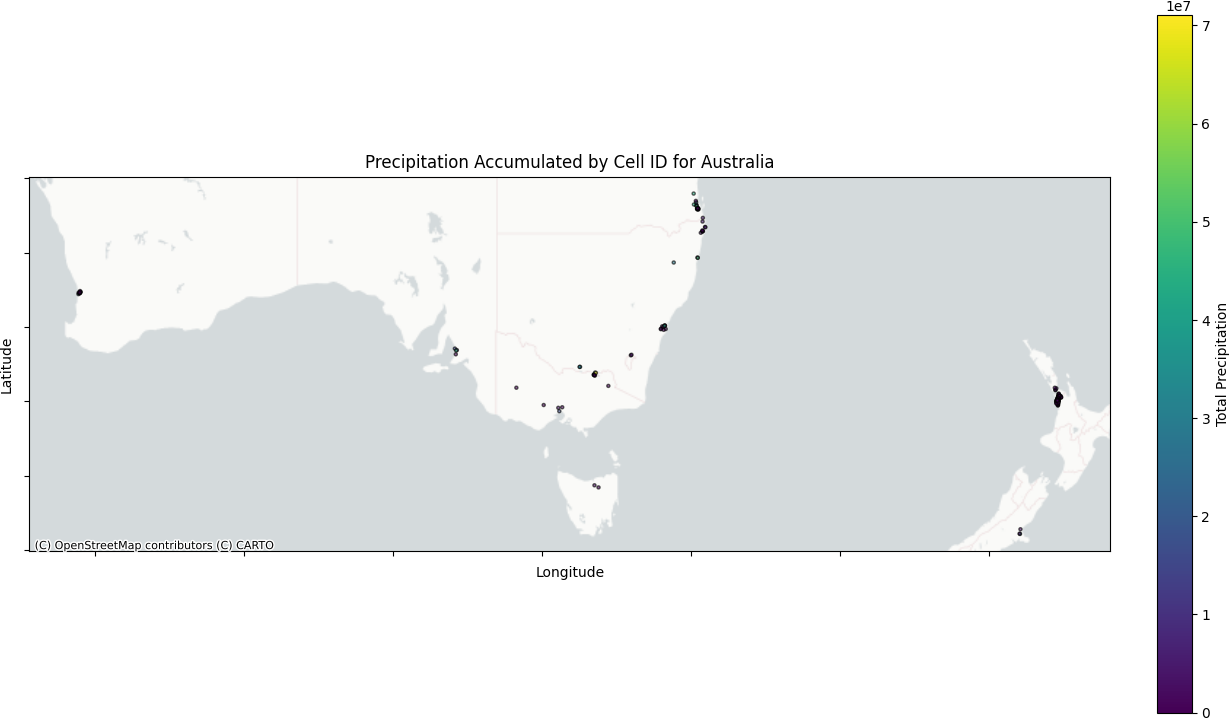 1e7
Precipitation Accumulated by Cell ID for Australia
Latitude
(C) OpenStreetMap contributors (C) CARTO
Longitude
7
6
5
4
3
2
1
0
Total Precipitation